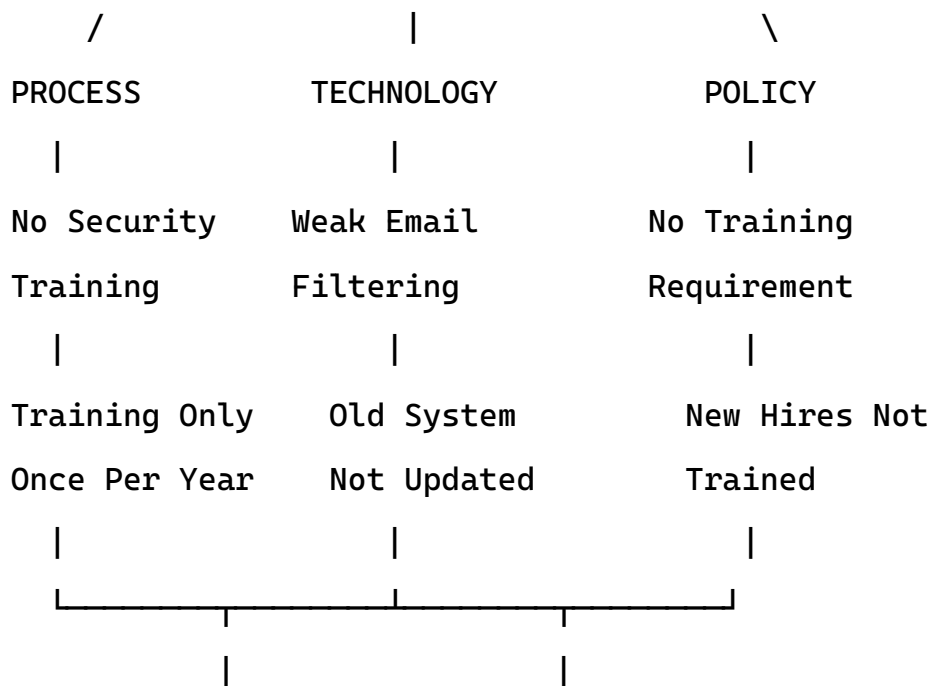 PROCESS TECHNOLOGY POLICY
No Security Weak Email No Training
Training Filtering Requirement
Training Only Old System New Hires Not
Once Per Year Not Updated Trained